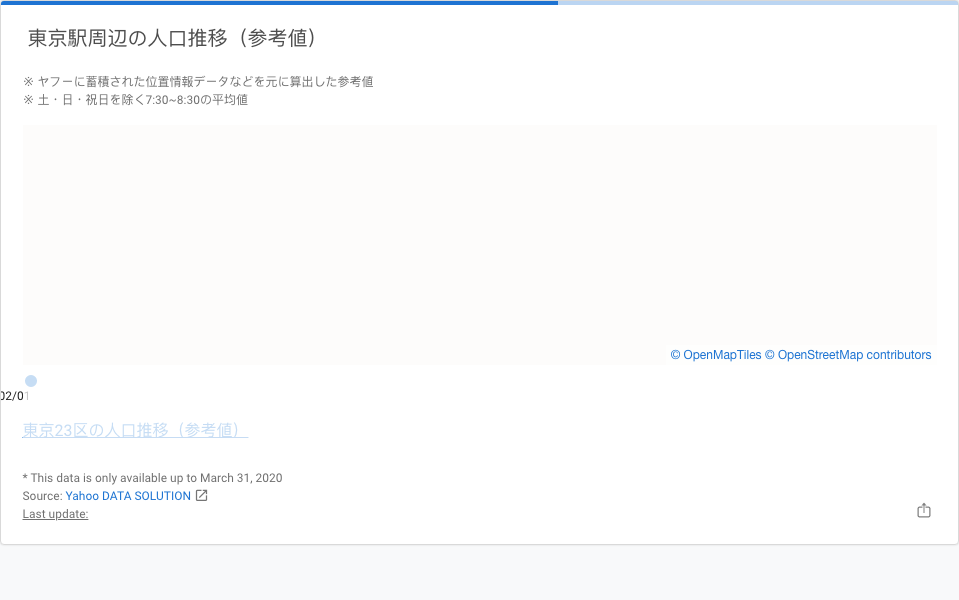 東京駅周辺の人口推移（参考値）
※ ヤフーに蓄積された位置情報データなどを元に算出した参考値
※ 土・日・祝日を除く7:30~8:30の平均値
© OpenMapTiles © OpenStreetMap contributors
02/01
東京23区の人口推移（参考値）
* This data is only available up to March 31, 2020
Source: Yahoo DATA SOLUTION
Last update: